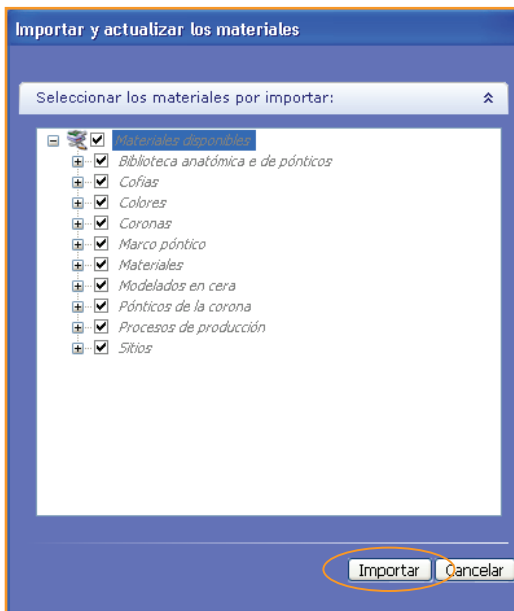 Importar y actualizar los materiales
Seleccionar los materiales por importar:
Materiales disponibles
Biblioteca anatómica e de pónticos
Cofias
Colores
Coronas
Marco póntico
Materiales
Modelados en cera
Pónticos de la corona
Procesos de producción
Sitios
Importar Cancelar